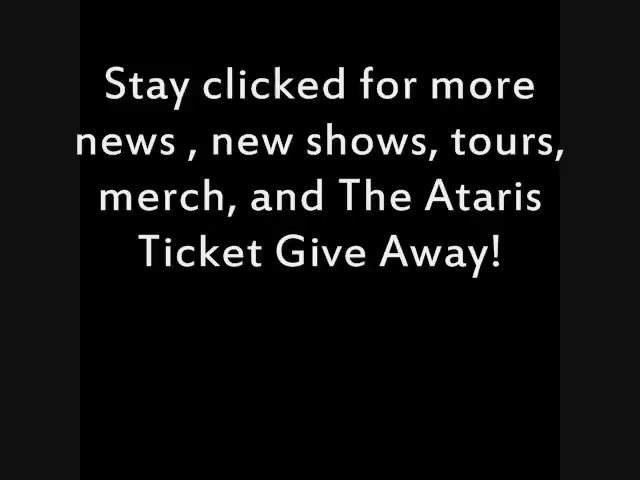 Stay clicked for more
news , new shows, tours,
merch, and The Ataris
Ticket Give Away!